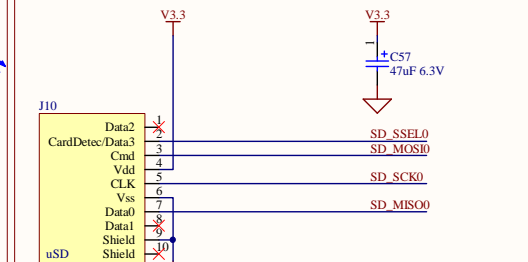 V3.3
V3.3
1
C57
47uF 6.3V
J10
Data2 1
CardDetec/Data3 2
SD_SSEL0
Cmd 3
SD_MOSI0
Vdd 4
CLK 5
SD_SCK0
Vss 6
Data0 7
SD_MISO0
Data1 8
Shield 9
Shield 10
uSD